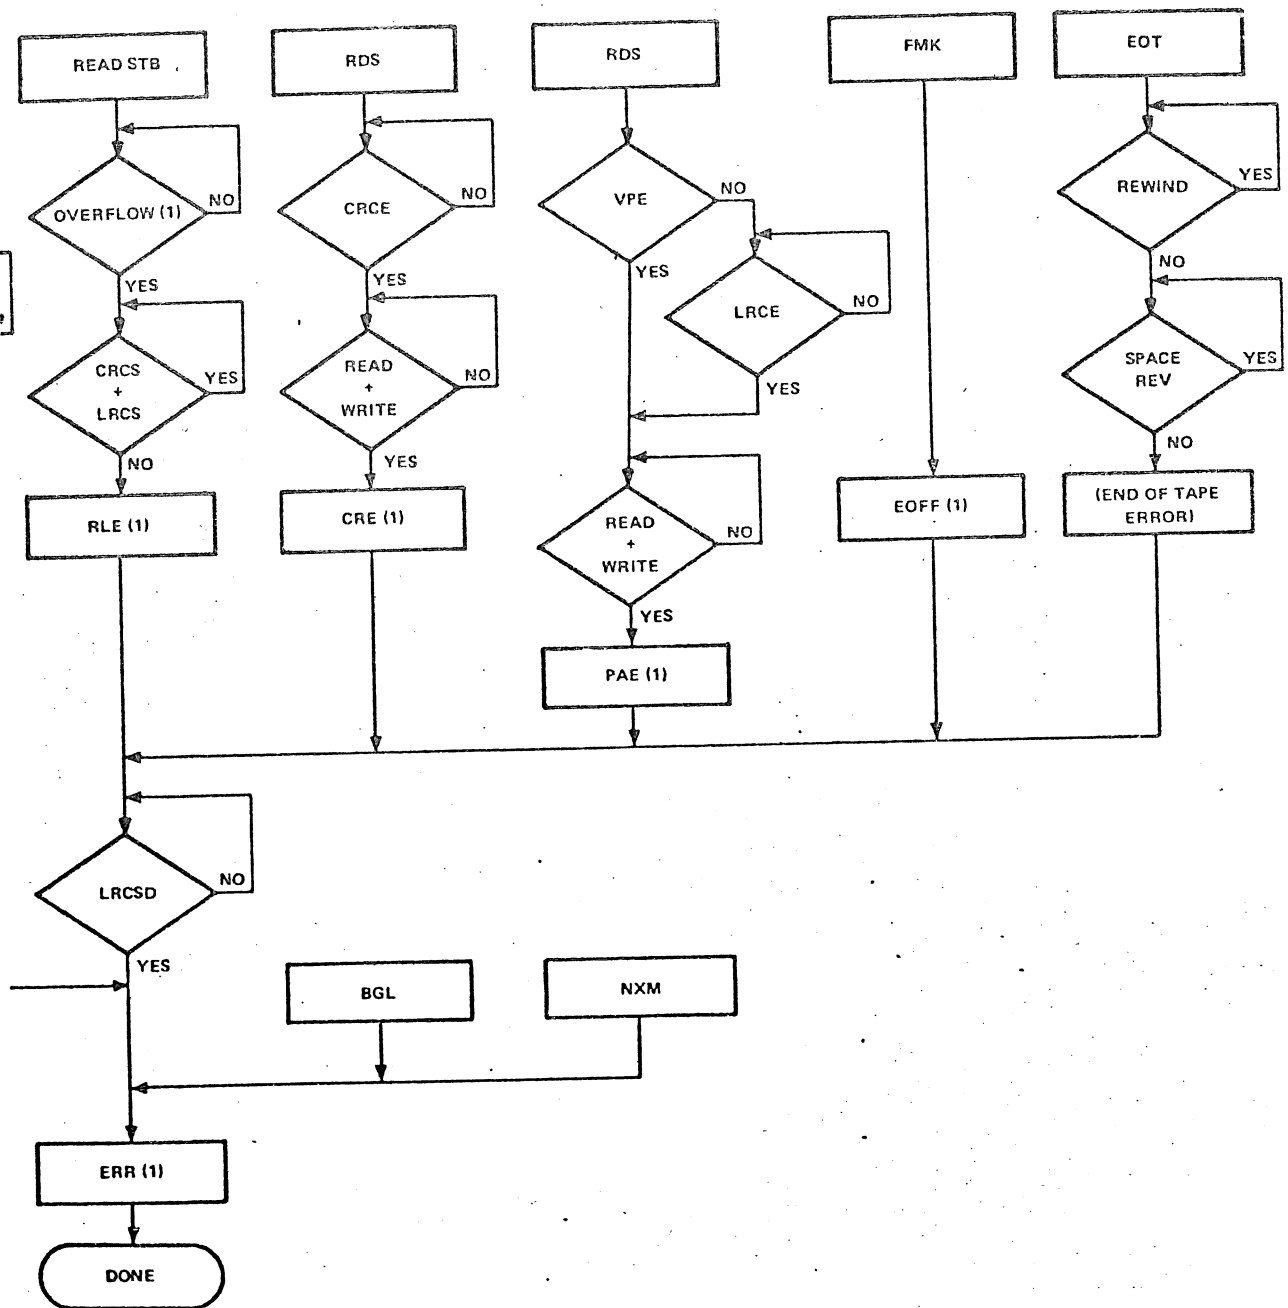 READ STB
RDS
RDS
FMK
EOT
OVERFLOW (1)
NO
YES
CRCS
+
LRCS
YES
NO
RLE (1)
CRCE
NO
YES
READ
+
WRITE
NO
YES
CRE (1)
VPE
NO
YES
LRCE
NO
YES
READ
+
WRITE
NO
YES
PAE (1)
EOFF (1)
REWIND
YES
NO
SPACE
REV
YES
NO
(END OF TAPE
ERROR)
LRCSD
NO
YES
BGL
NXM
ERR (1)
DONE